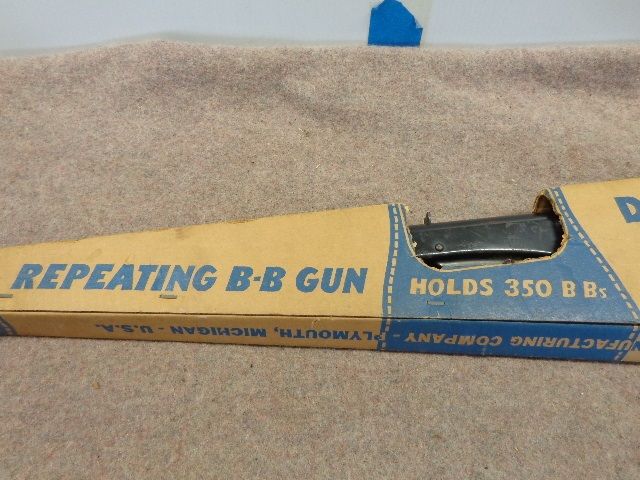 REPEATING B-B GUN
HOLDS 350 B Bs
D
UFACTURING COMPANY - PLYMOUTH, MICHIGAN - U.S.A.